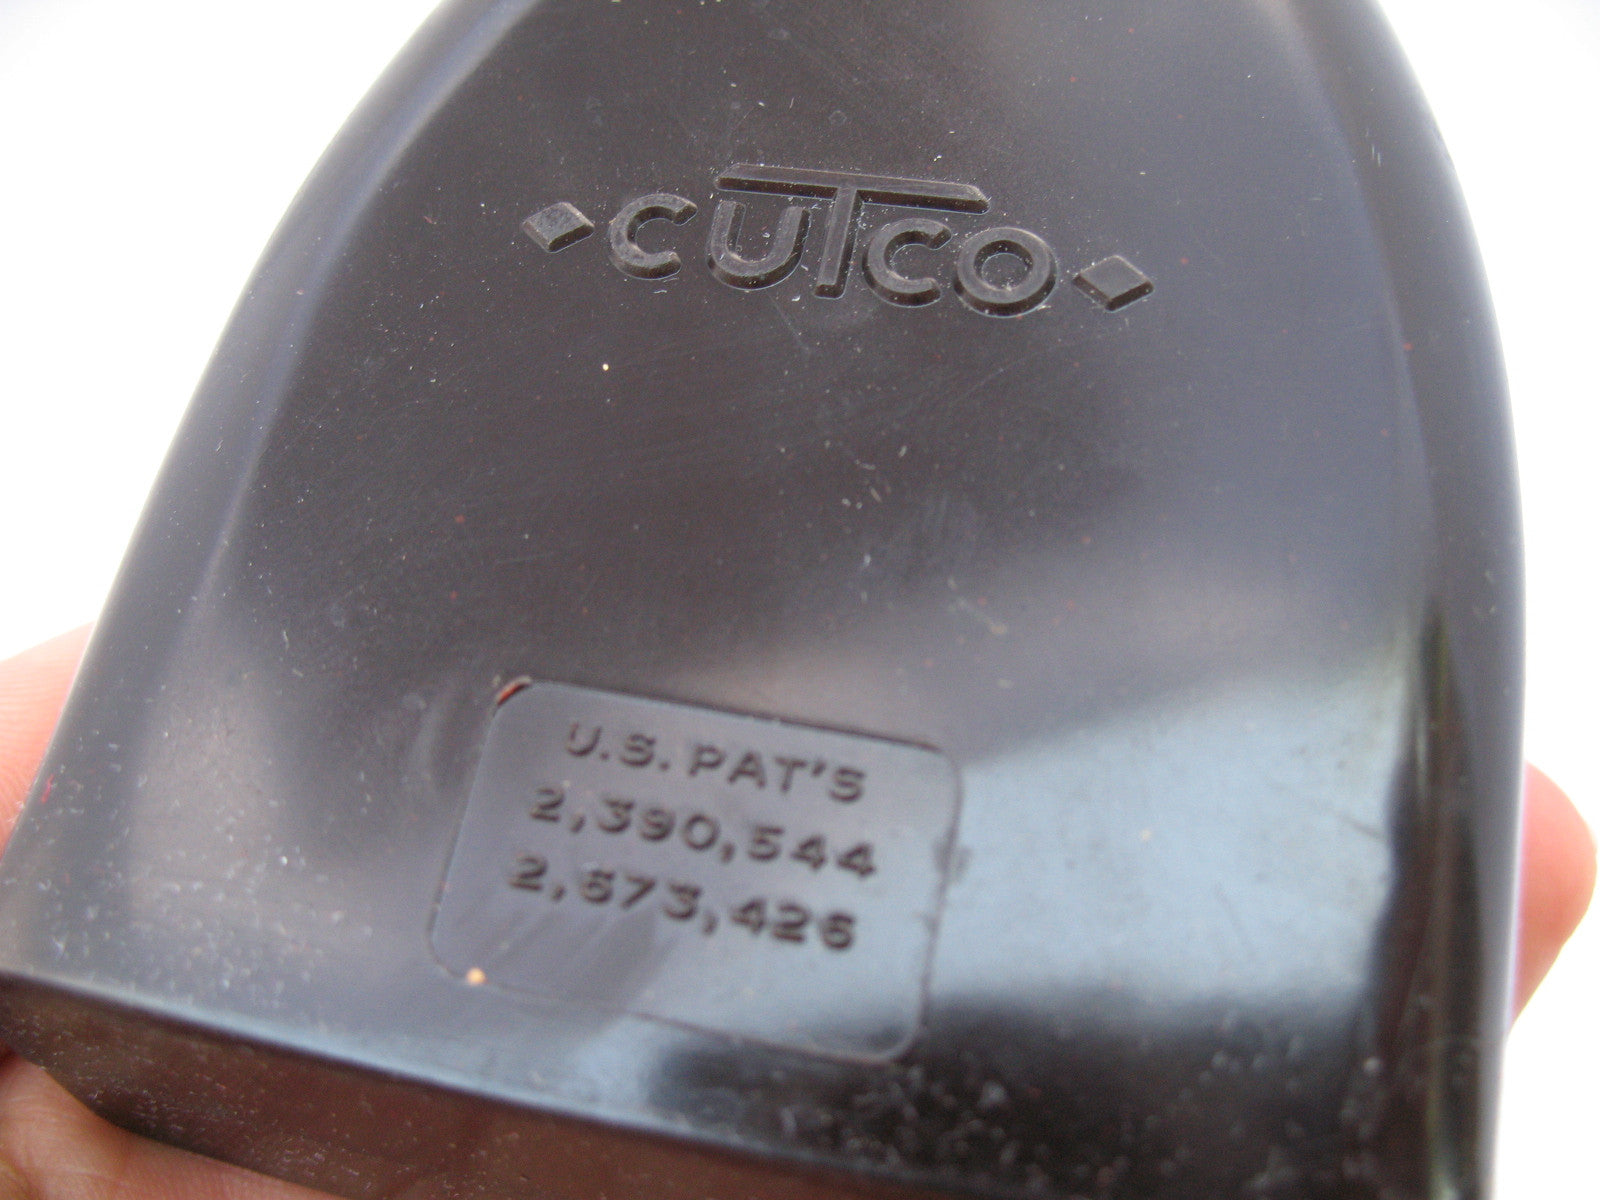 CUTCO
U.S. PAT'S
2,390,544
2,673,426